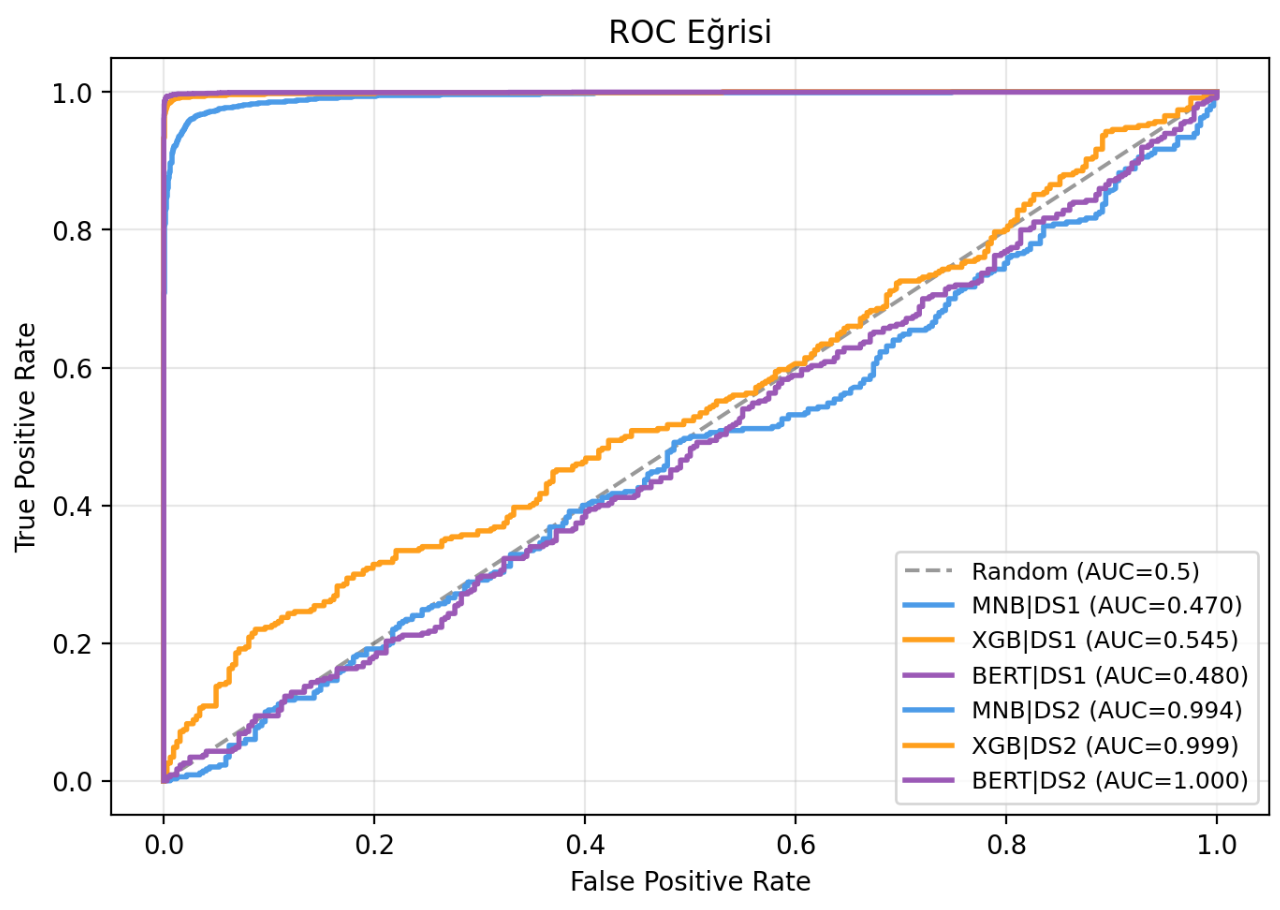 ROC Eğrisi
True Positive Rate
1.0
0.8
0.6
0.4
0.2
0.0
Random (AUC=0.5)
MNB|DS1 (AUC=0.470)
XGB|DS1 (AUC=0.545)
BERT|DS1 (AUC=0.480)
MNB|DS2 (AUC=0.994)
XGB|DS2 (AUC=0.999)
BERT|DS2 (AUC=1.000)
0.0 0.2 0.4 0.6 0.8 1.0
False Positive Rate